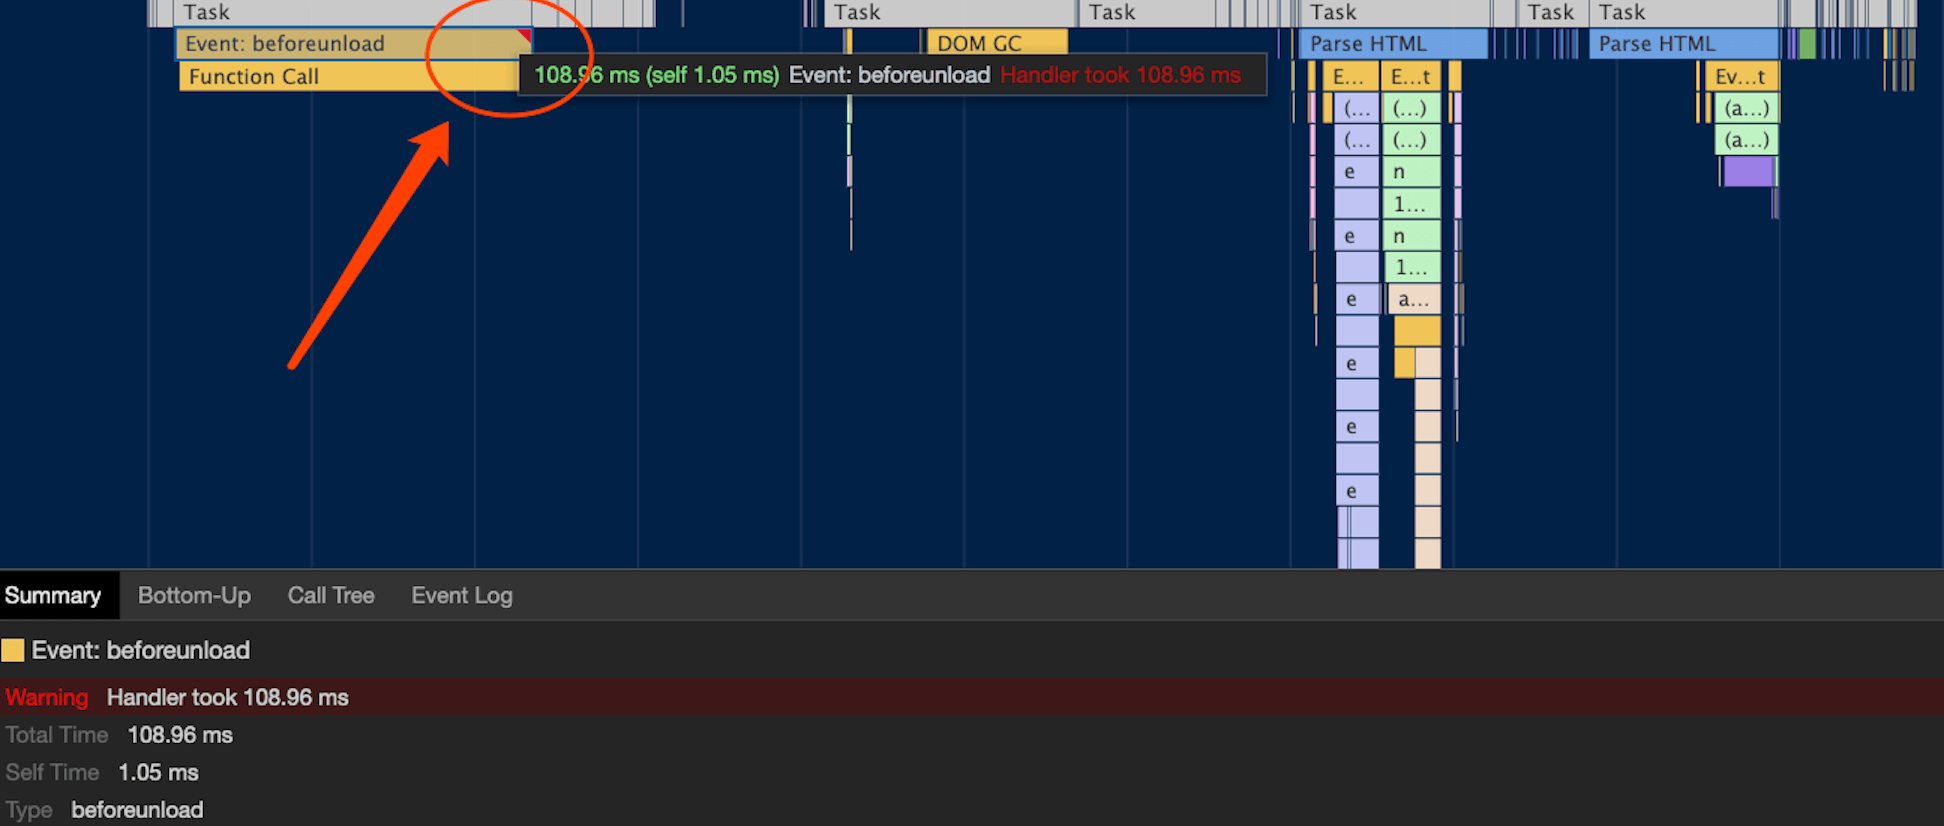 Task Task Task Task Task Task
Event: beforeunload DOM GC Parse HTML Parse HTML
Function Call 108.96 ms (self 1.05 ms) Event: beforeunload Handler took 108.96 ms E... E...t Ev...t
(... (...) (a...)
(... (...) (a...)
e n
1...
e n
1...
e a...
e
e
e
Summary Bottom-Up Call Tree Event Log
Event: beforeunload
Warning Handler took 108.96 ms
Total Time 108.96 ms
Self Time 1.05 ms
Type beforeunload